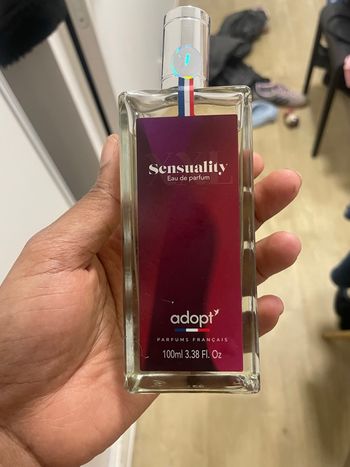 Sensuality
Eau de parfum
adopt'
PARFUMS FRANÇAIS
100ml 3.38 Fl. Oz